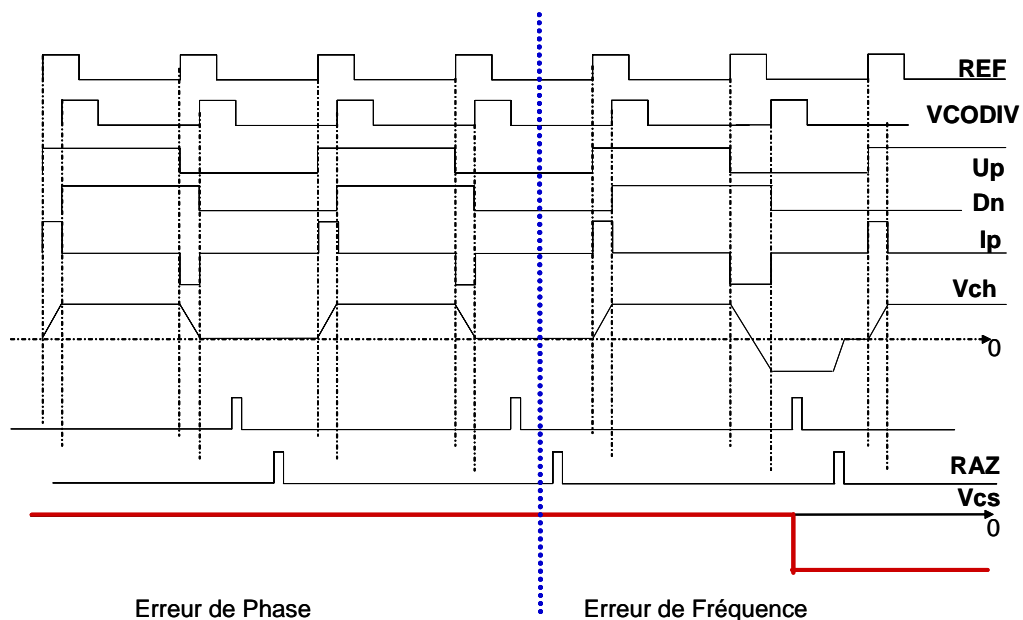 REF
VCODIV
Up
Dn
Ip
Vch
0
RAZ
Vcs
0
Erreur de Phase
Erreur de Fréquence